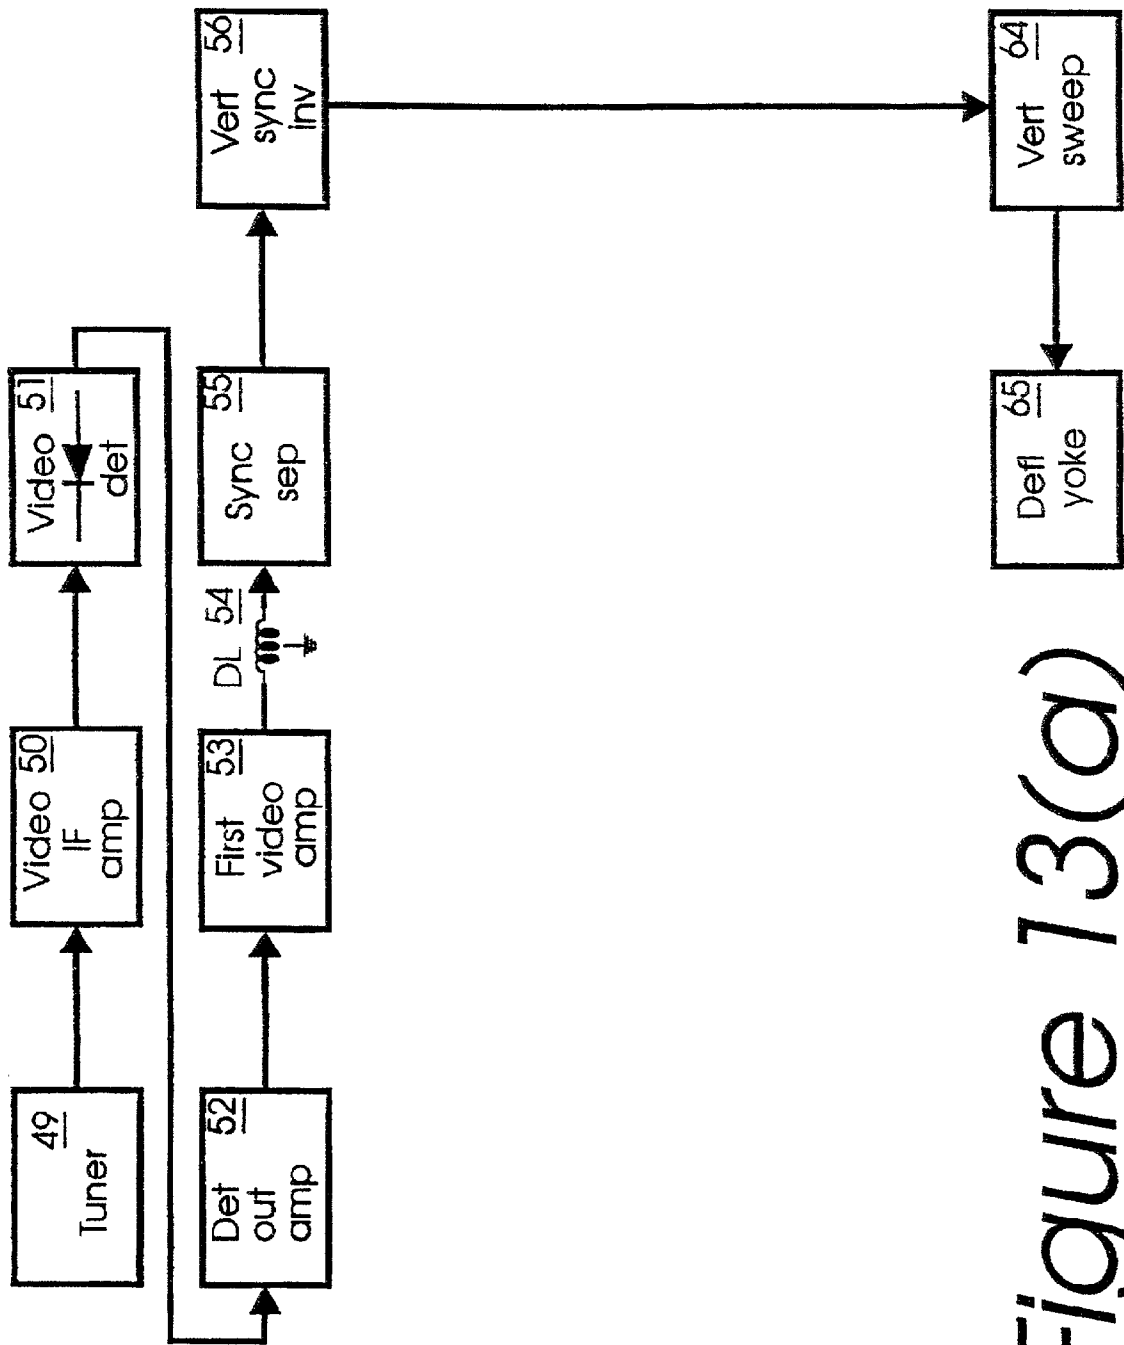 49
Tuner
Video 50
IF
amp
Video 51
det
Det 52
out
amp
First 53
video
amp
DL 54
Sync 55
sep
Vert 56
sync
inv
Vert 64
sweep
Defl 65
yoke
Figure 13(a)